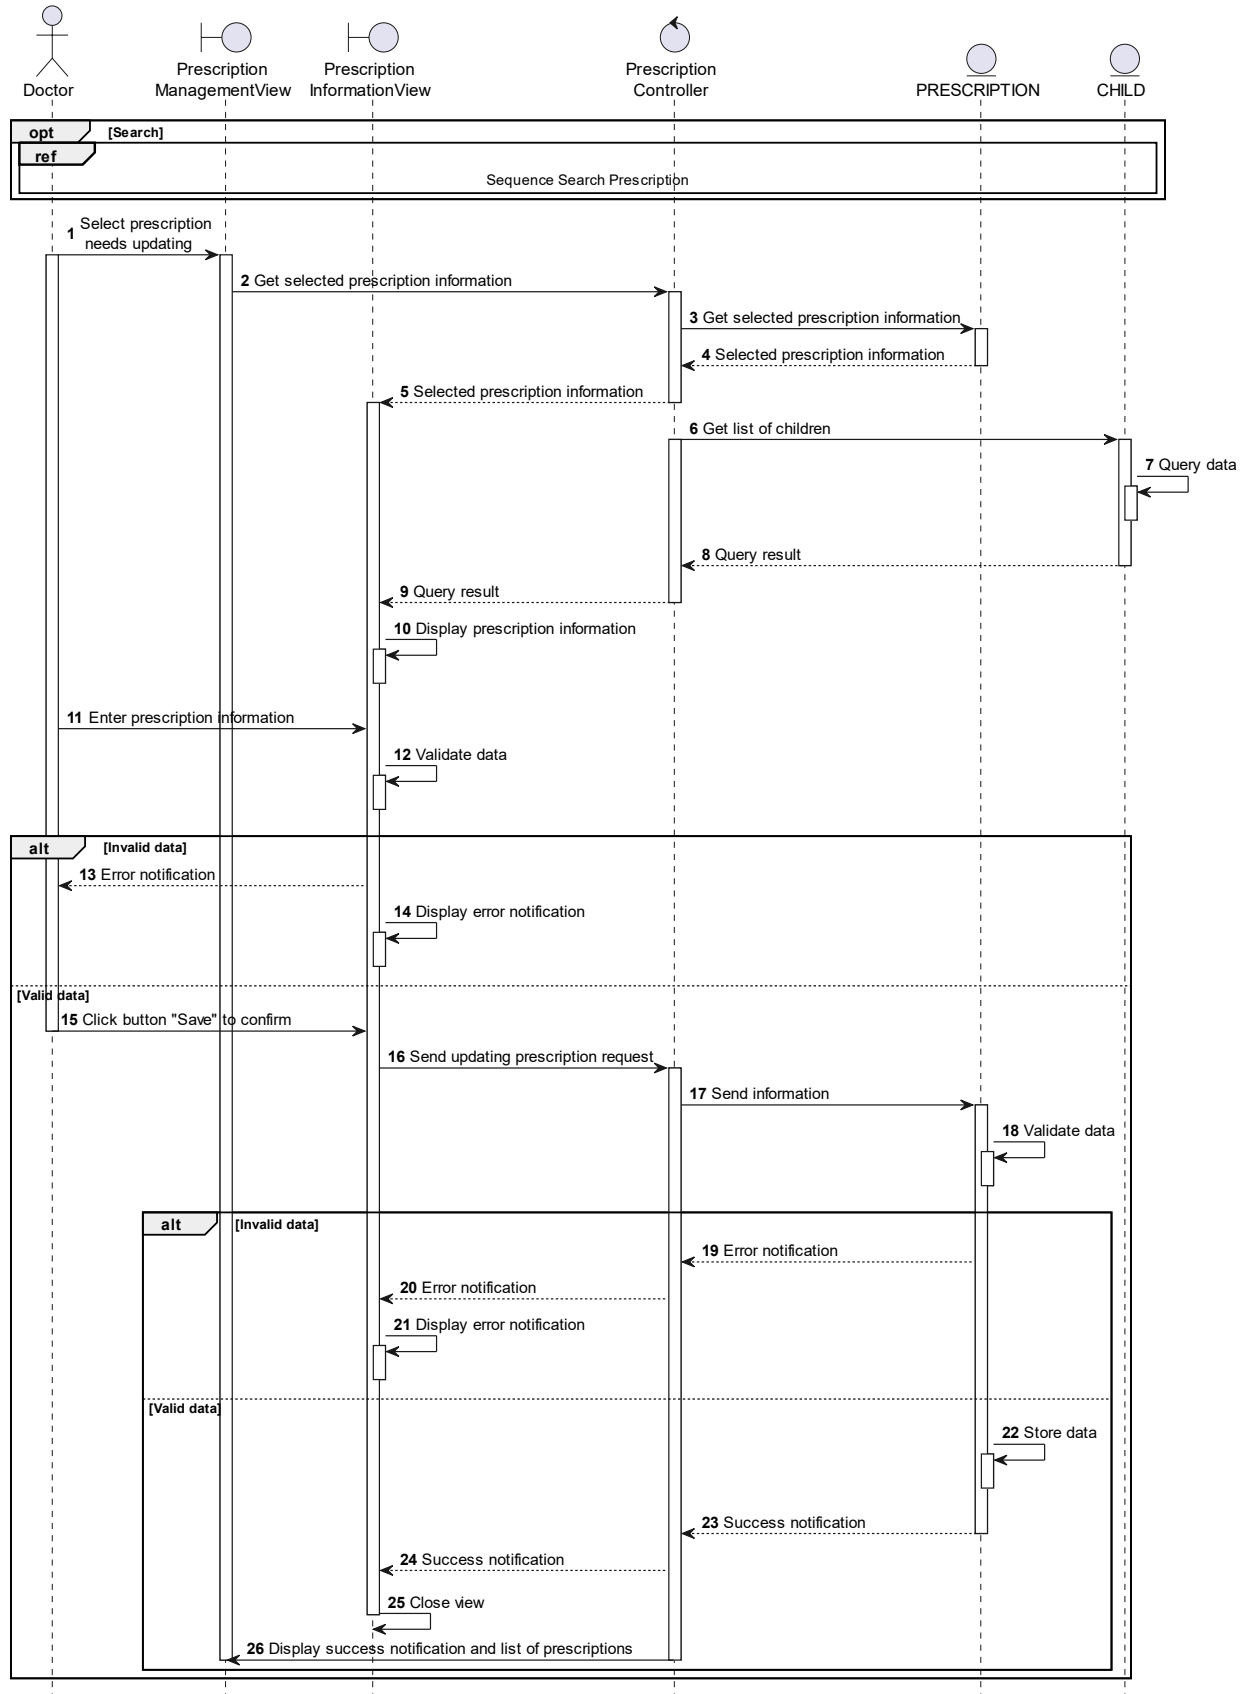 Doctor
Prescription
ManagementView
Prescription
InformationView
Prescription
Controller
PRESCRIPTION
CHILD
opt [Search]
ref
Sequence Search Prescription
1 Select prescription
needs updating
2 Get selected prescription information
3 Get selected prescription information
4 Selected prescription information
5 Selected prescription information
6 Get list of children
7 Query data
8 Query result
9 Query result
10 Display prescription information
11 Enter prescription information
12 Validate data
alt [Invalid data]
13 Error notification
14 Display error notification
[Valid data]
15 Click button "Save" to confirm
16 Send updating prescription request
17 Send information
18 Validate data
alt [Invalid data]
19 Error notification
20 Error notification
21 Display error notification
[Valid data]
22 Store data
23 Success notification
24 Success notification
25 Close view
26 Display success notification and list of prescriptions